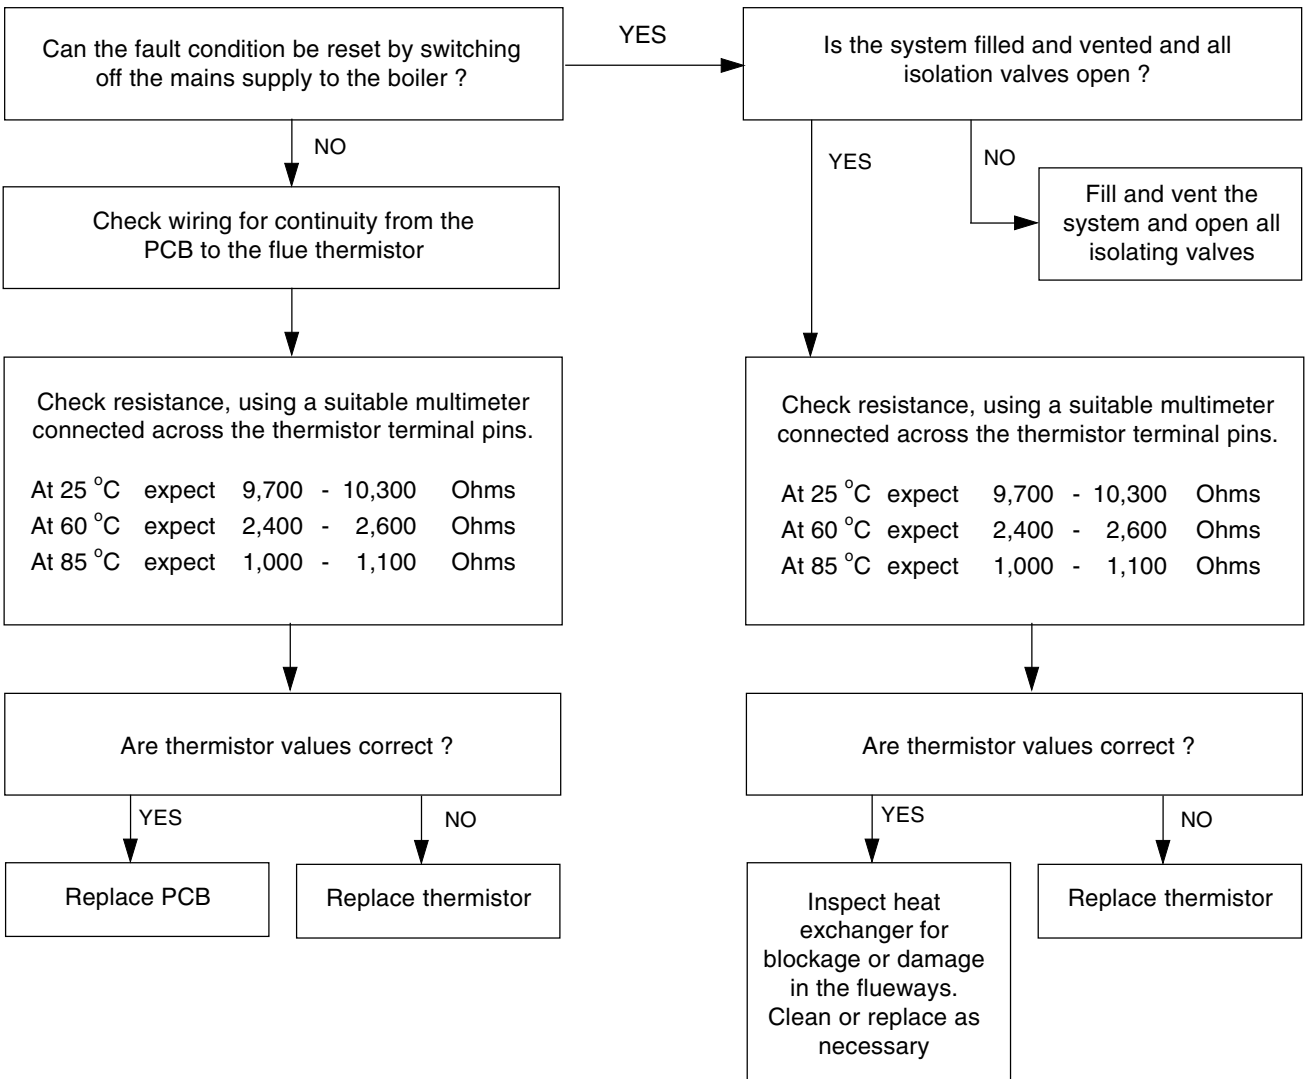 Can the fault condition be reset by switching
off the mains supply to the boiler ?
YES
Is the system filled and vented and all
isolation valves open ?
NO
YES
NO
Check wiring for continuity from the
PCB to the flue thermistor
Fill and vent the
system and open all
isolating valves
Check resistance, using a suitable multimeter
connected across the thermistor terminal pins.
At 25 °C expect 9,700 - 10,300 Ohms
At 60 °C expect 2,400 - 2,600 Ohms
At 85 °C expect 1,000 - 1,100 Ohms
Check resistance, using a suitable multimeter
connected across the thermistor terminal pins.
At 25 °C expect 9,700 - 10,300 Ohms
At 60 °C expect 2,400 - 2,600 Ohms
At 85 °C expect 1,000 - 1,100 Ohms
Are thermistor values correct ?
YES
NO
Replace PCB
Replace thermistor
Are thermistor values correct ?
YES
NO
Inspect heat
exchanger for
blockage or damage
in the flueways.
Clean or replace as
necessary
Replace thermistor